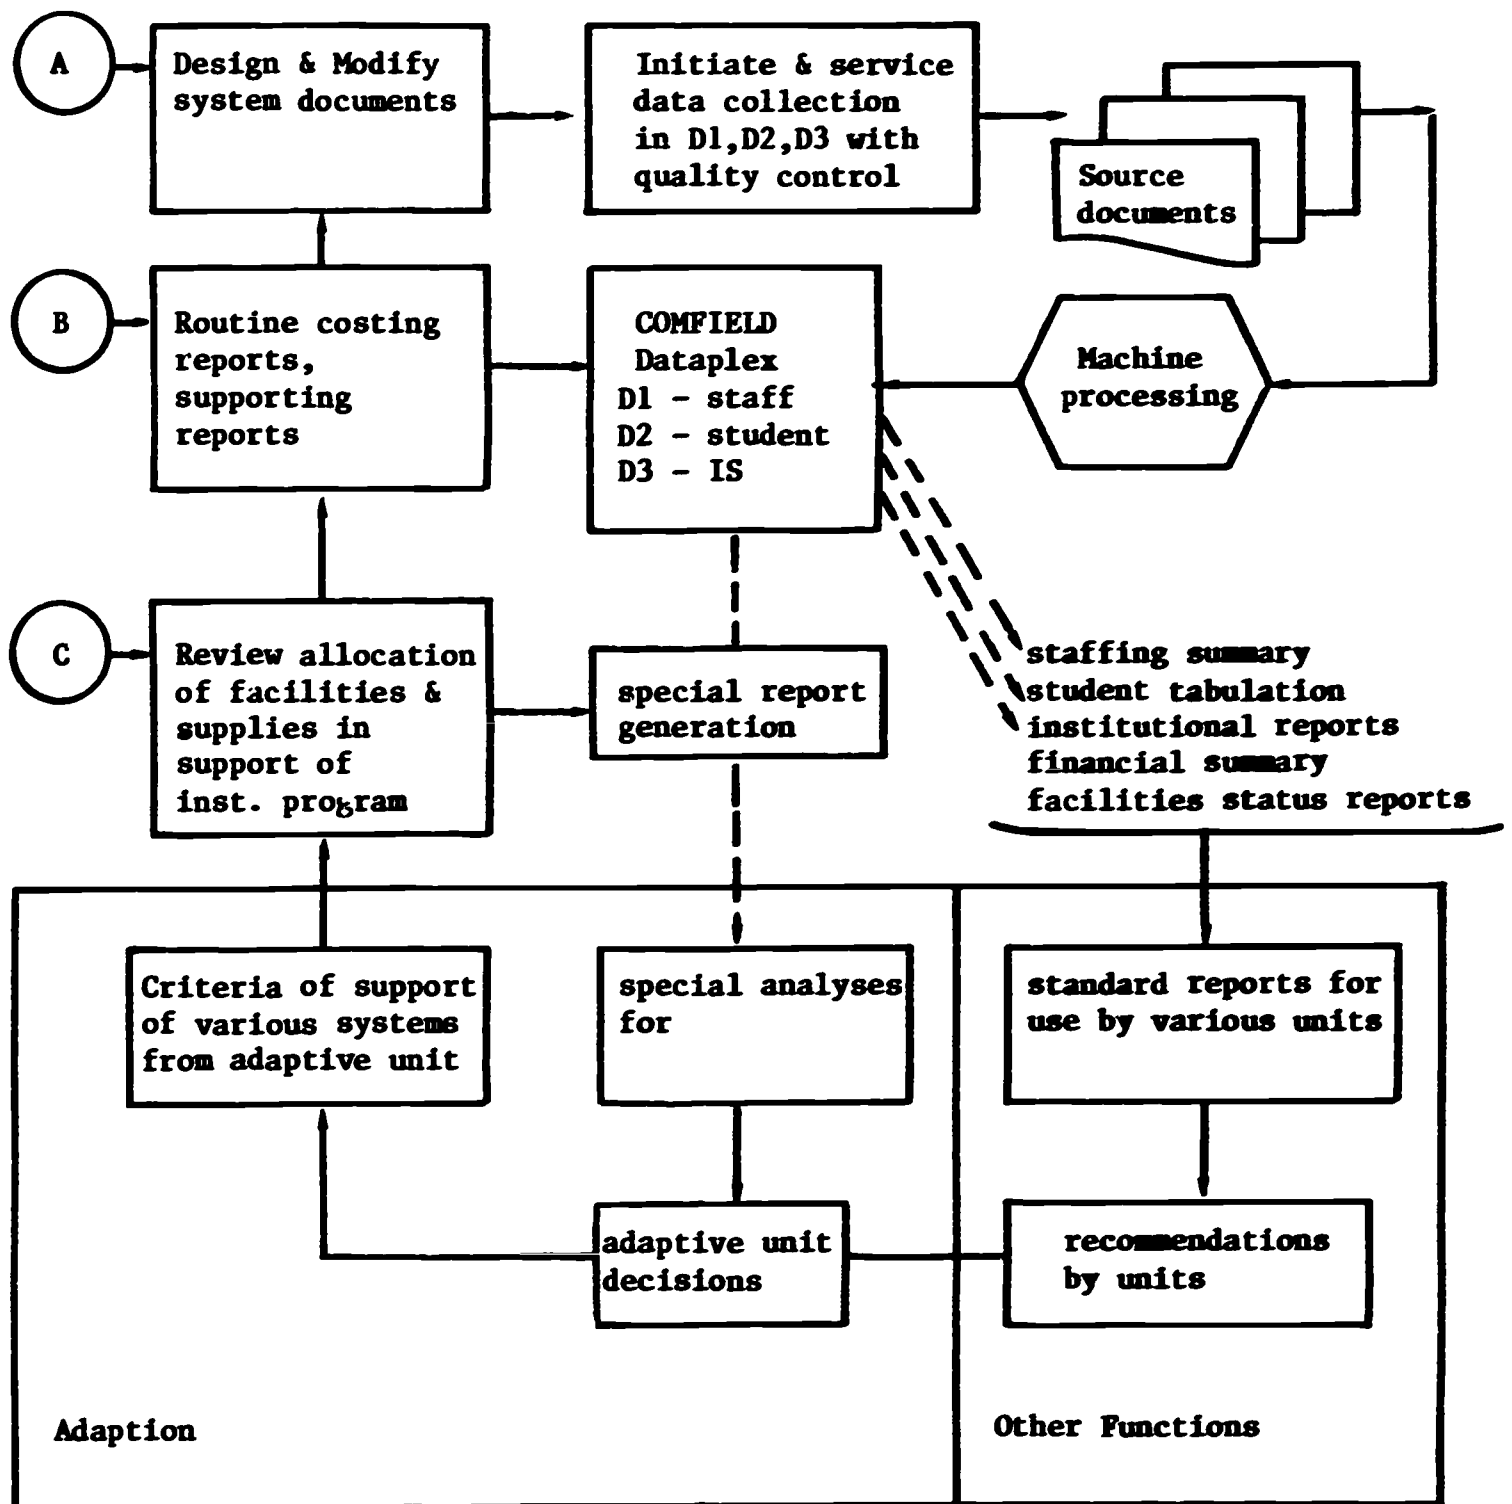 A
Design & Modify
system documents
Initiate & service
data collection
in D1,D2,D3 with
quality control
Source
documents
B
Routine costing
reports,
supporting
reports
COMFIELD
Dataplex
D1 - staff
D2 - student
D3 - IS
Machine
processing
C
Review allocation
of facilities &
supplies in
support of
inst. program
special report
generation
staffing summary
student tabulation
institutional reports
financial summary
facilities status reports
Criteria of support
of various systems
from adaptive unit
special analyses
for
standard reports for
use by various units
adaptive unit
decisions
recommendations
by units
Adaption
Other Functions